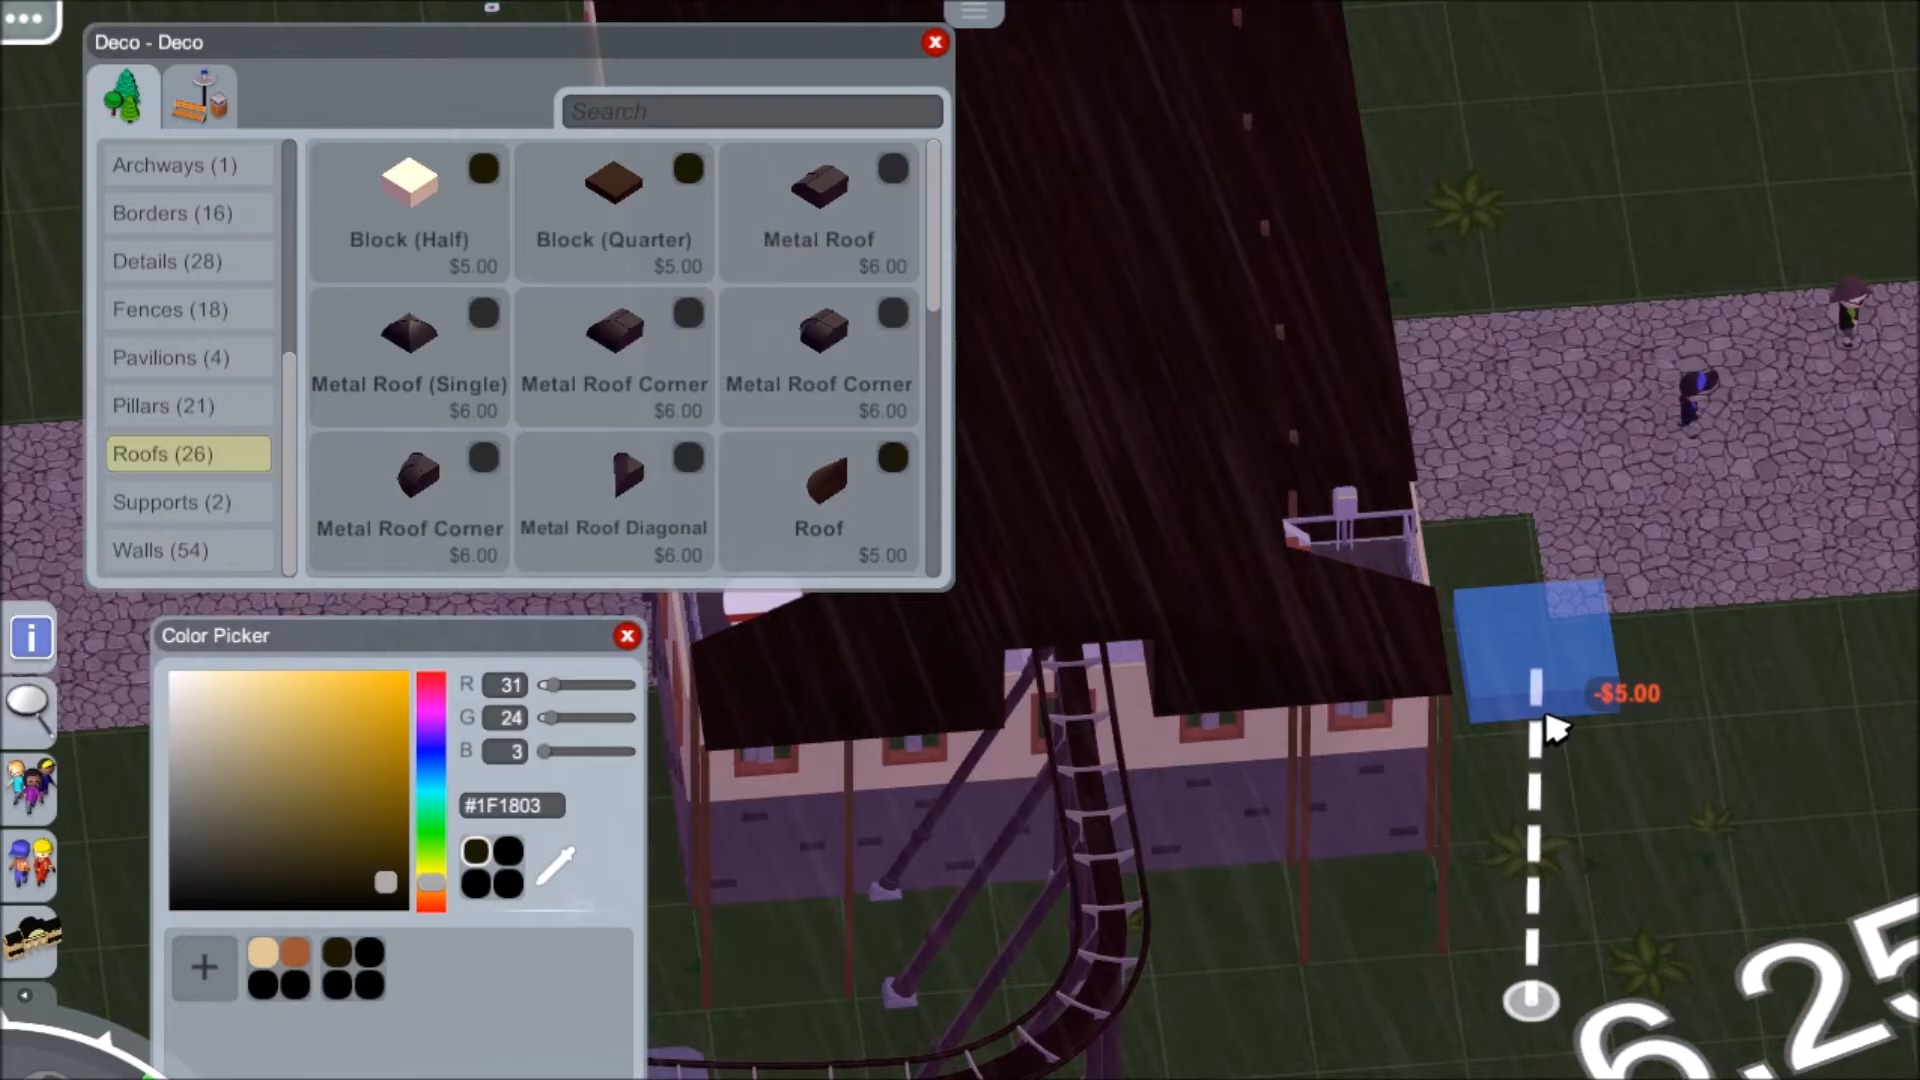 Deco - Deco
Search
Archways (1)
Borders (16)
Details (28)
Fences (18)
Pavilions (4)
Pillars (21)
Roofs (26)
Supports (2)
Walls (54)
Block (Half)
$5.00
Block (Quarter)
$5.00
Metal Roof
$6.00
Metal Roof (Single)
$6.00
Metal Roof Corner
$6.00
Metal Roof Corner
$6.00
Metal Roof Corner
$6.00
Metal Roof Diagonal
$6.00
Roof
$5.00
-$5.00
Color Picker
R 31
G 24
B 3
#1F1803
6.25